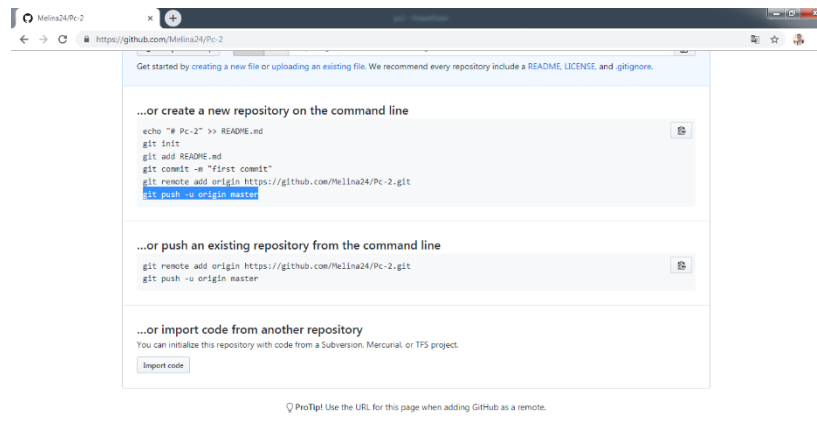 Melina24/Pc-2
https://github.com/Melina24/Pc-2
Get started by creating a new file or uploading an existing file. We recommend every repository include a README, LICENSE, and .gitignore.
...or create a new repository on the command line
echo "# Pc-2" >> README.md
git init
git add README.md
git commit -m "first commit"
git remote add origin https://github.com/Melina24/Pc-2.git
git push -u origin master
...or push an existing repository from the command line
git remote add origin https://github.com/Melina24/Pc-2.git
git push -u origin master
...or import code from another repository
You can initialize this repository with code from a Subversion, Mercurial, or TFS project.
Import code
ProTip! Use the URL for this page when adding GitHub as a remote.